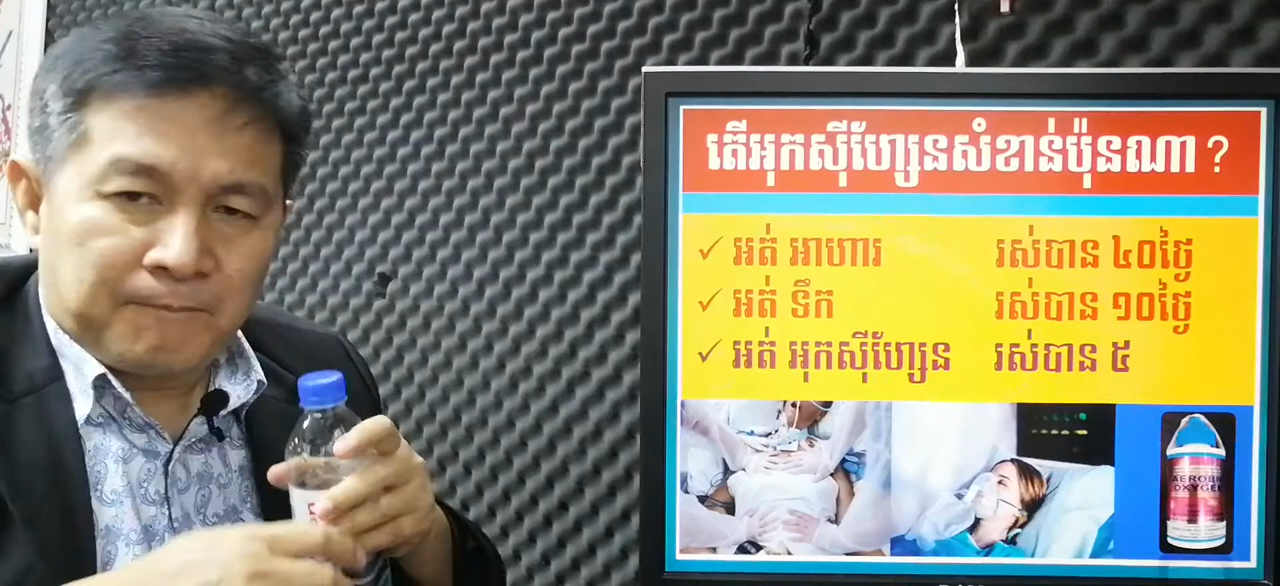 តើអុកស៊ីហ្សែនសំខាន់ប៉ុនណា?
✓ អត់ អាហារ រស់បាន ៤០ថ្ងៃ
✓ អត់ ទឹក រស់បាន ១០ថ្ងៃ
✓ អត់ អុកស៊ីហ្សែន រស់បាន ៥
OXYGEN